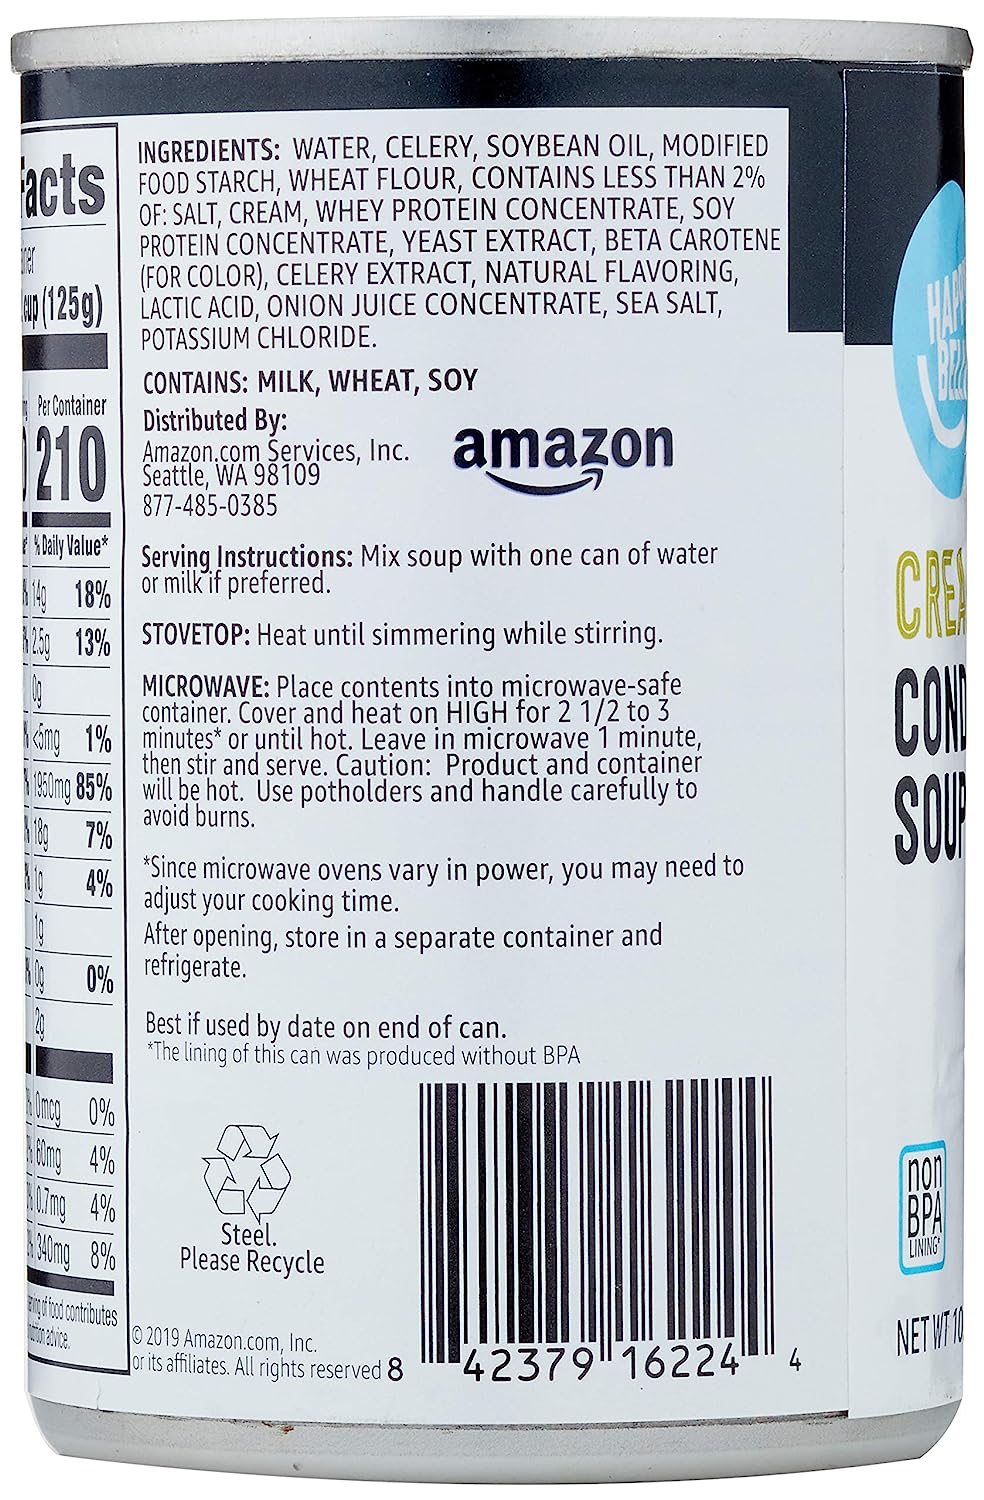 Facts
cup (125g)
Per Container
210
% Daily Value*
14g 18%
2.5g 13%
0g
<5mg 1%
1950mg 85%
18g 7%
1g 4%
1g
0g 0%
2g
0mcg 0%
60mg 4%
0.7mg 4%
340mg 8%
of food contributes
advice.
INGREDIENTS: WATER, CELERY, SOYBEAN OIL, MODIFIED
FOOD STARCH, WHEAT FLOUR, CONTAINS LESS THAN 2%
OF: SALT, CREAM, WHEY PROTEIN CONCENTRATE, SOY
PROTEIN CONCENTRATE, YEAST EXTRACT, BETA CAROTENE
(FOR COLOR), CELERY EXTRACT, NATURAL FLAVORING,
LACTIC ACID, ONION JUICE CONCENTRATE, SEA SALT,
POTASSIUM CHLORIDE.
CONTAINS: MILK, WHEAT, SOY
Distributed By:
Amazon.com Services, Inc.
Seattle, WA 98109
877-485-0385
amazon
Serving Instructions: Mix soup with one can of water
or milk if preferred.
STOVETOP: Heat until simmering while stirring.
MICROWAVE: Place contents into microwave-safe
container. Cover and heat on HIGH for 2 1/2 to 3
minutes* or until hot. Leave in microwave 1 minute,
then stir and serve. Caution: Product and container
will be hot. Use potholders and handle carefully to
avoid burns.
*Since microwave ovens vary in power, you may need to
adjust your cooking time.
After opening, store in a separate container and
refrigerate.
Best if used by date on end of can.
*The lining of this can was produced without BPA
Steel.
Please Recycle
© 2019 Amazon.com, Inc.
or its affiliates. All rights reserved
8 42379 16224 4
HAPP
BELL
CREA
COND
SOUP
non
BPA
LINING*
NET WT 10